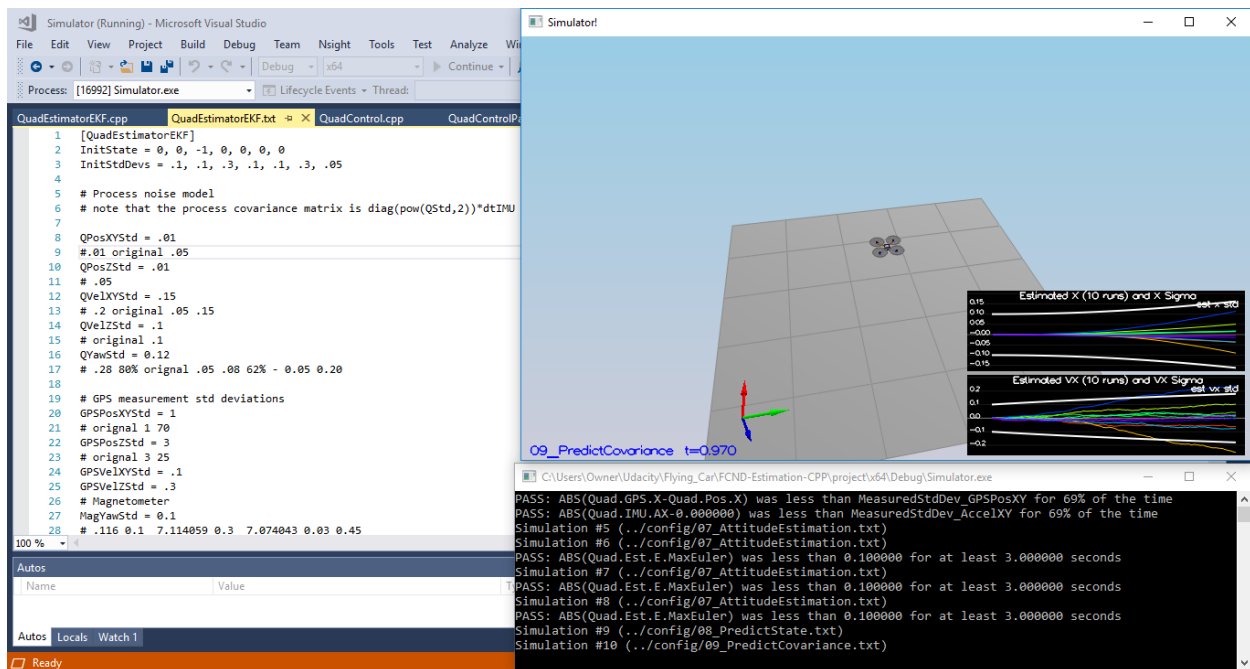 Simulator (Running) - Microsoft Visual Studio
File Edit View Project Build Debug Team Nsight Tools Test Analyze
Debug x64 Continue
Process: [16992] Simulator.exe Lifecycle Events Thread:
QuadEstimatorEKF.cpp QuadEstimatorEKF.txt QuadControl.cpp
1 [QuadEstimatorEKF]
2 InitState = 0, 0, -1, 0, 0, 0, 0
3 InitStdDevs = .1, .1, .3, .1, .1, .3, .05
4
5 # Process noise model
6 # note that the process covariance matrix is diag(pow(QStd,2))*dtIMU
7
8 QPosXYStd = .01
9 #.01 original .05
10 QPosZStd = .01
11 # .05
12 QVelXYStd = .15
13 # .2 original .05 .15
14 QVelZStd = .1
15 # original .1
16 QYawStd = 0.12
17 # .28 80% orignal .05 .08 62% - 0.05 0.20
18
19 # GPS measurement std deviations
20 GPSPosXYStd = 1
21 # orignal 1 70
22 GPSPosZStd = 3
23 # orignal 3 25
24 GPSVelXYStd = .1
25 GPSVelZStd = .3
26 # Magnetometer
27 MagYawStd = 0.1
28 # .116 0.1 7.114059 0.3 7.074043 0.03 0.45
100 %
Autos
Name Value
Autos Locals Watch 1
Ready
Simulator!
Estimated X (10 runs) and X Sigma
est x std
0.15
0.10
0.05
-0.00
-0.05
-0.10
-0.15
Estimated VX (10 runs) and VX Sigma
est vx std
0.2
0.1
0.0
-0.1
-0.2
09_PredictCovariance t=0.970
C:\Users\Owner\Udacity\Flying_Car\FCND-Estimation-CPP\project\x64\Debug\Simulator.exe
PASS: ABS(Quad.GPS.X-Quad.Pos.X) was less than MeasuredStdDev_GPSPosXY for 69% of the time
PASS: ABS(Quad.IMU.AX-0.000000) was less than MeasuredStdDev_AccelXY for 69% of the time
Simulation #5 (../config/07_AttitudeEstimation.txt)
Simulation #6 (../config/07_AttitudeEstimation.txt)
PASS: ABS(Quad.Est.E.MaxEuler) was less than 0.100000 for at least 3.000000 seconds
Simulation #7 (../config/07_AttitudeEstimation.txt)
PASS: ABS(Quad.Est.E.MaxEuler) was less than 0.100000 for at least 3.000000 seconds
Simulation #8 (../config/07_AttitudeEstimation.txt)
PASS: ABS(Quad.Est.E.MaxEuler) was less than 0.100000 for at least 3.000000 seconds
Simulation #9 (../config/08_PredictState.txt)
Simulation #10 (../config/09_PredictCovariance.txt)